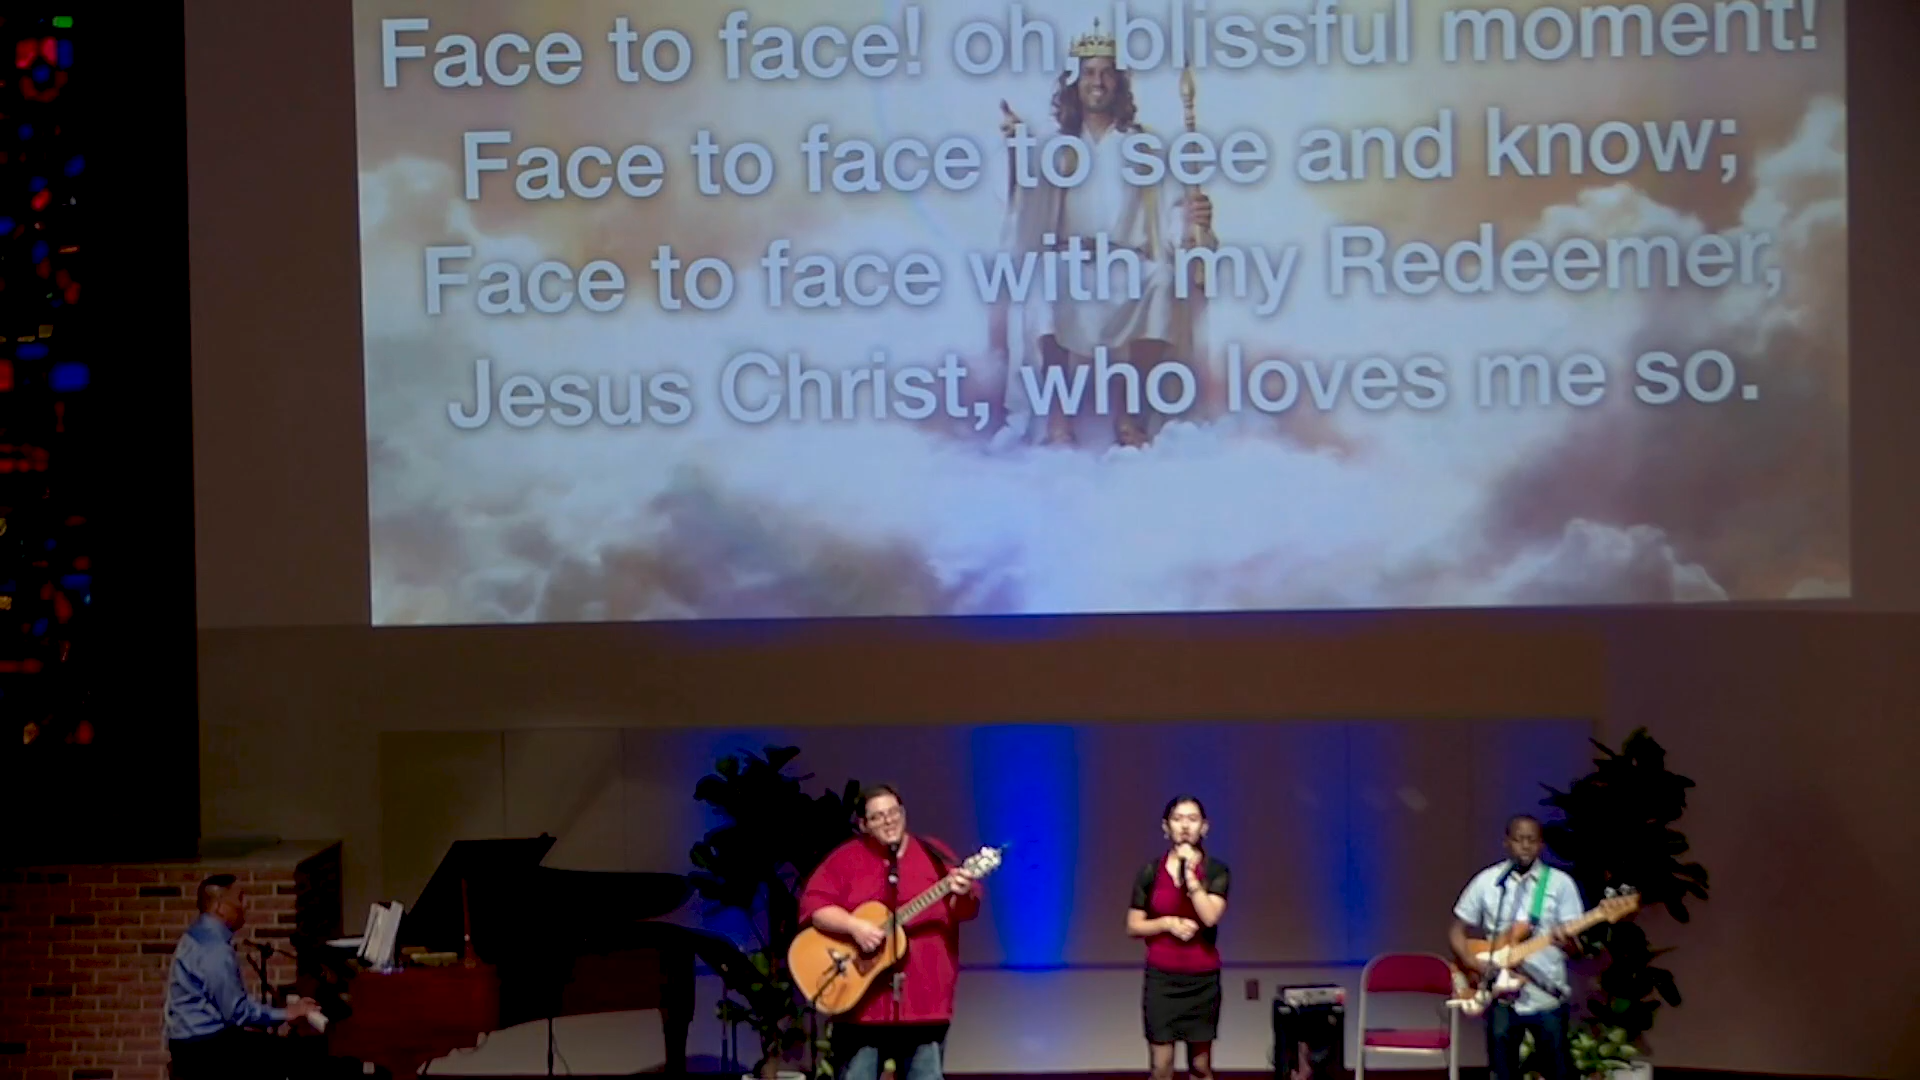 Face to face! oh, blissful moment!
Face to face to see and know;
Face to face with my Redeemer,
Jesus Christ, who loves me so.